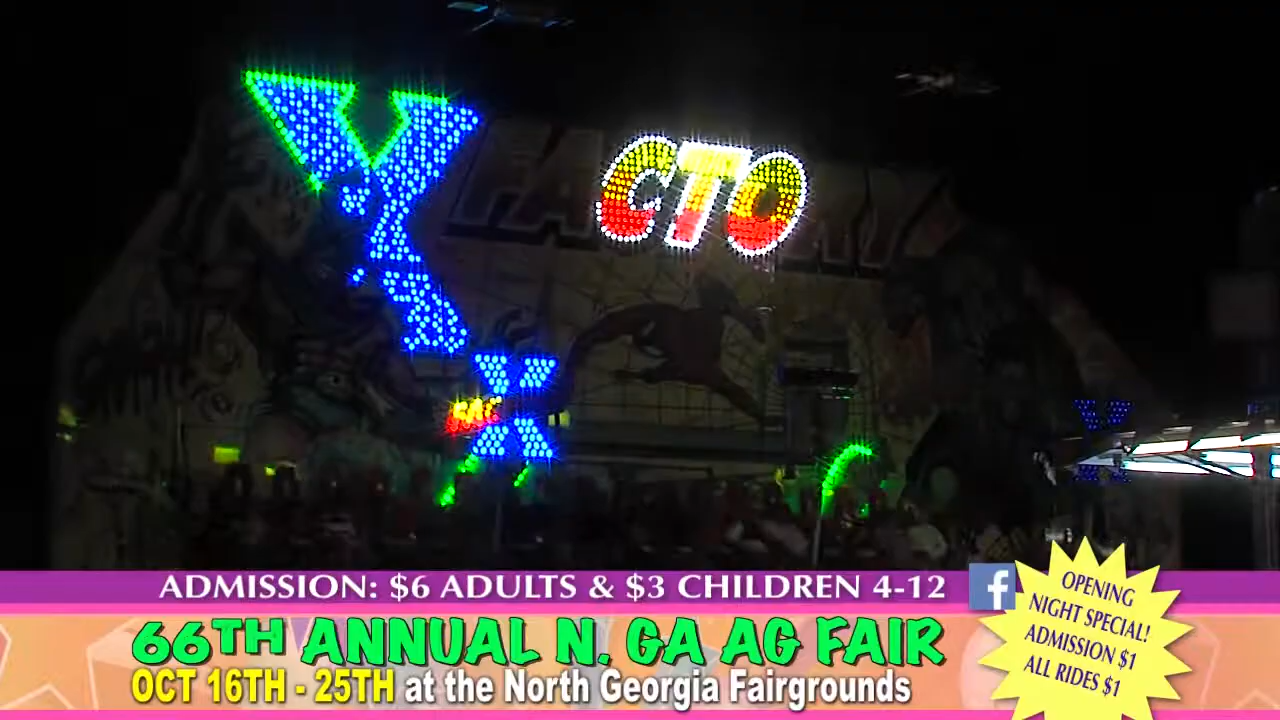 Y
FACTORY
X
ADMISSION: $6 ADULTS & $3 CHILDREN 4-12
f
66TH ANNUAL N. GA AG FAIR
OCT 16TH - 25TH at the North Georgia Fairgrounds
OPENING
NIGHT SPECIAL!
ADMISSION $1
ALL RIDES $1